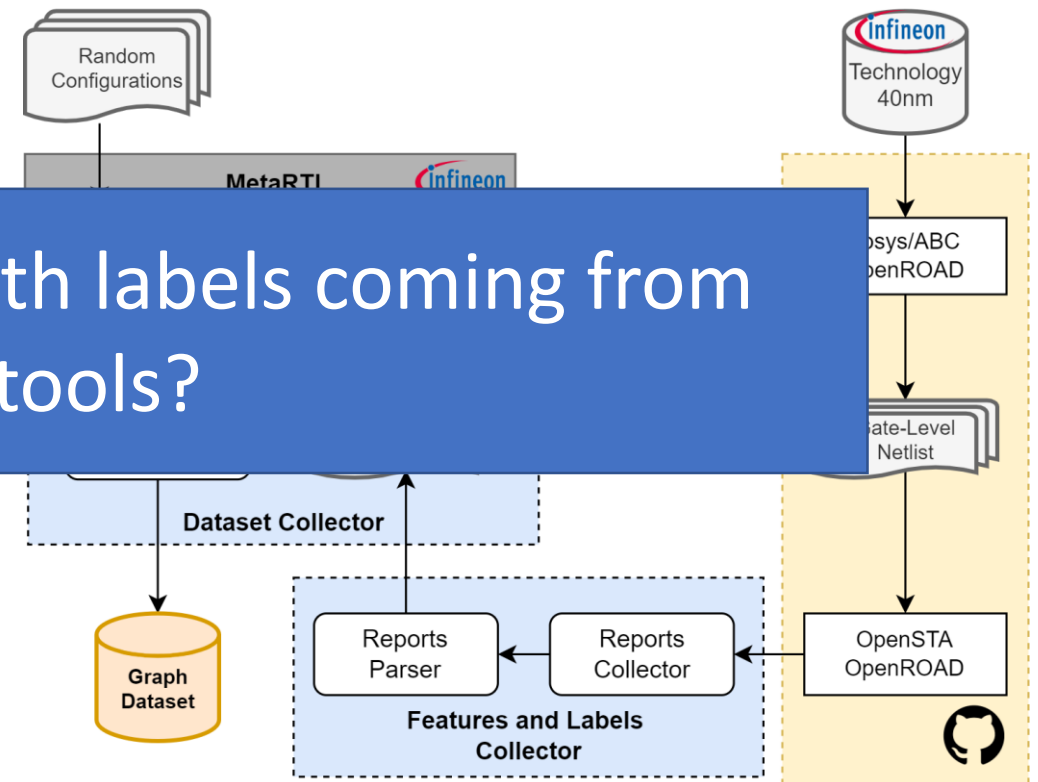 Random
Configurations
infineon
Technology
40nm
MetaRTL
infineon
th labels coming from
tools?
osys/ABC
penROAD
Gate-Level
Netlist
Dataset Collector
Graph
Dataset
Reports
Parser
Reports
Collector
Features and Labels
Collector
OpenSTA
OpenROAD